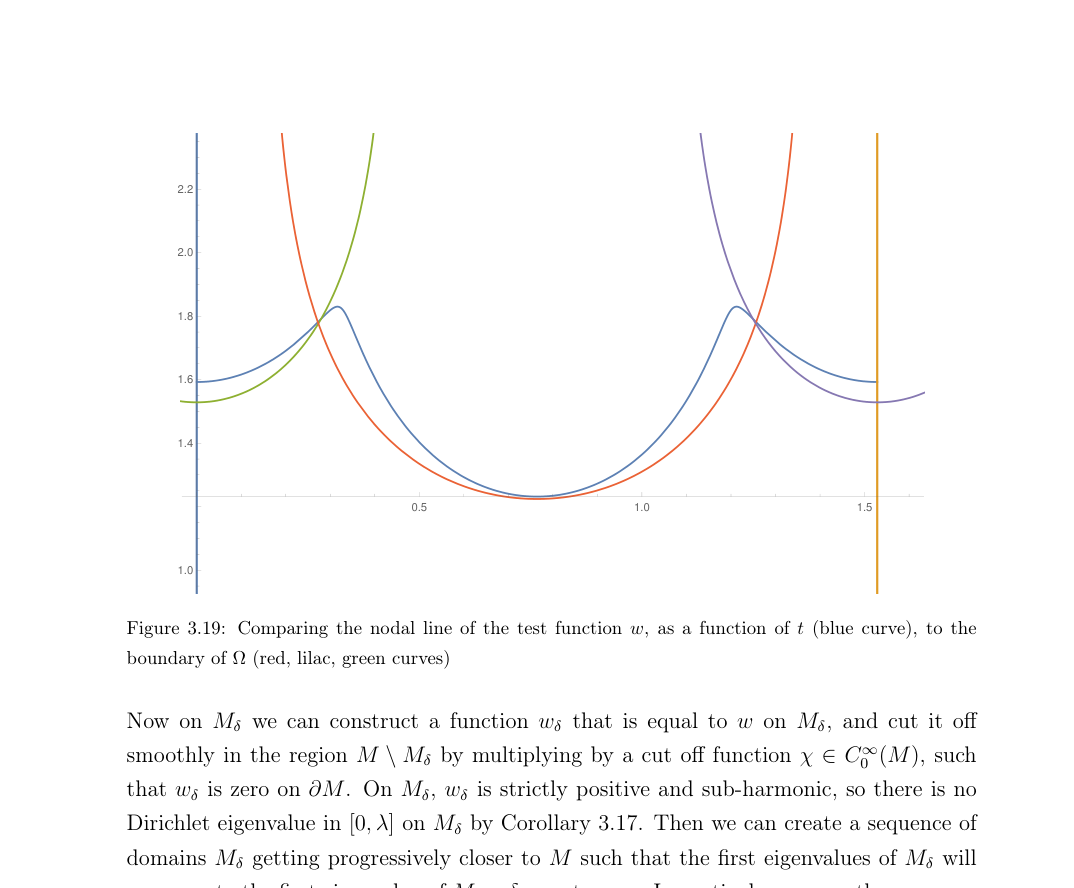 2.2
2.0
1.8
1.6
1.4
0.5 1.0 1.5
1.0
Figure 3.19: Comparing the nodal line of the test function w, as a function of t (blue curve), to the
boundary of Ω (red, lilac, green curves)
Now on M_δ we can construct a function w_δ that is equal to w on M_δ, and cut it off
smoothly in the region M \ M_δ by multiplying by a cut off function χ ∈ C_0^∞(M), such
that w_δ is zero on ∂M. On M_δ, w_δ is strictly positive and sub-harmonic, so there is no
Dirichlet eigenvalue in [0, λ] on M_δ by Corollary 3.17. Then we can create a sequence of
domains M_δ getting progressively closer to M such that the first eigenvalues of M_δ will